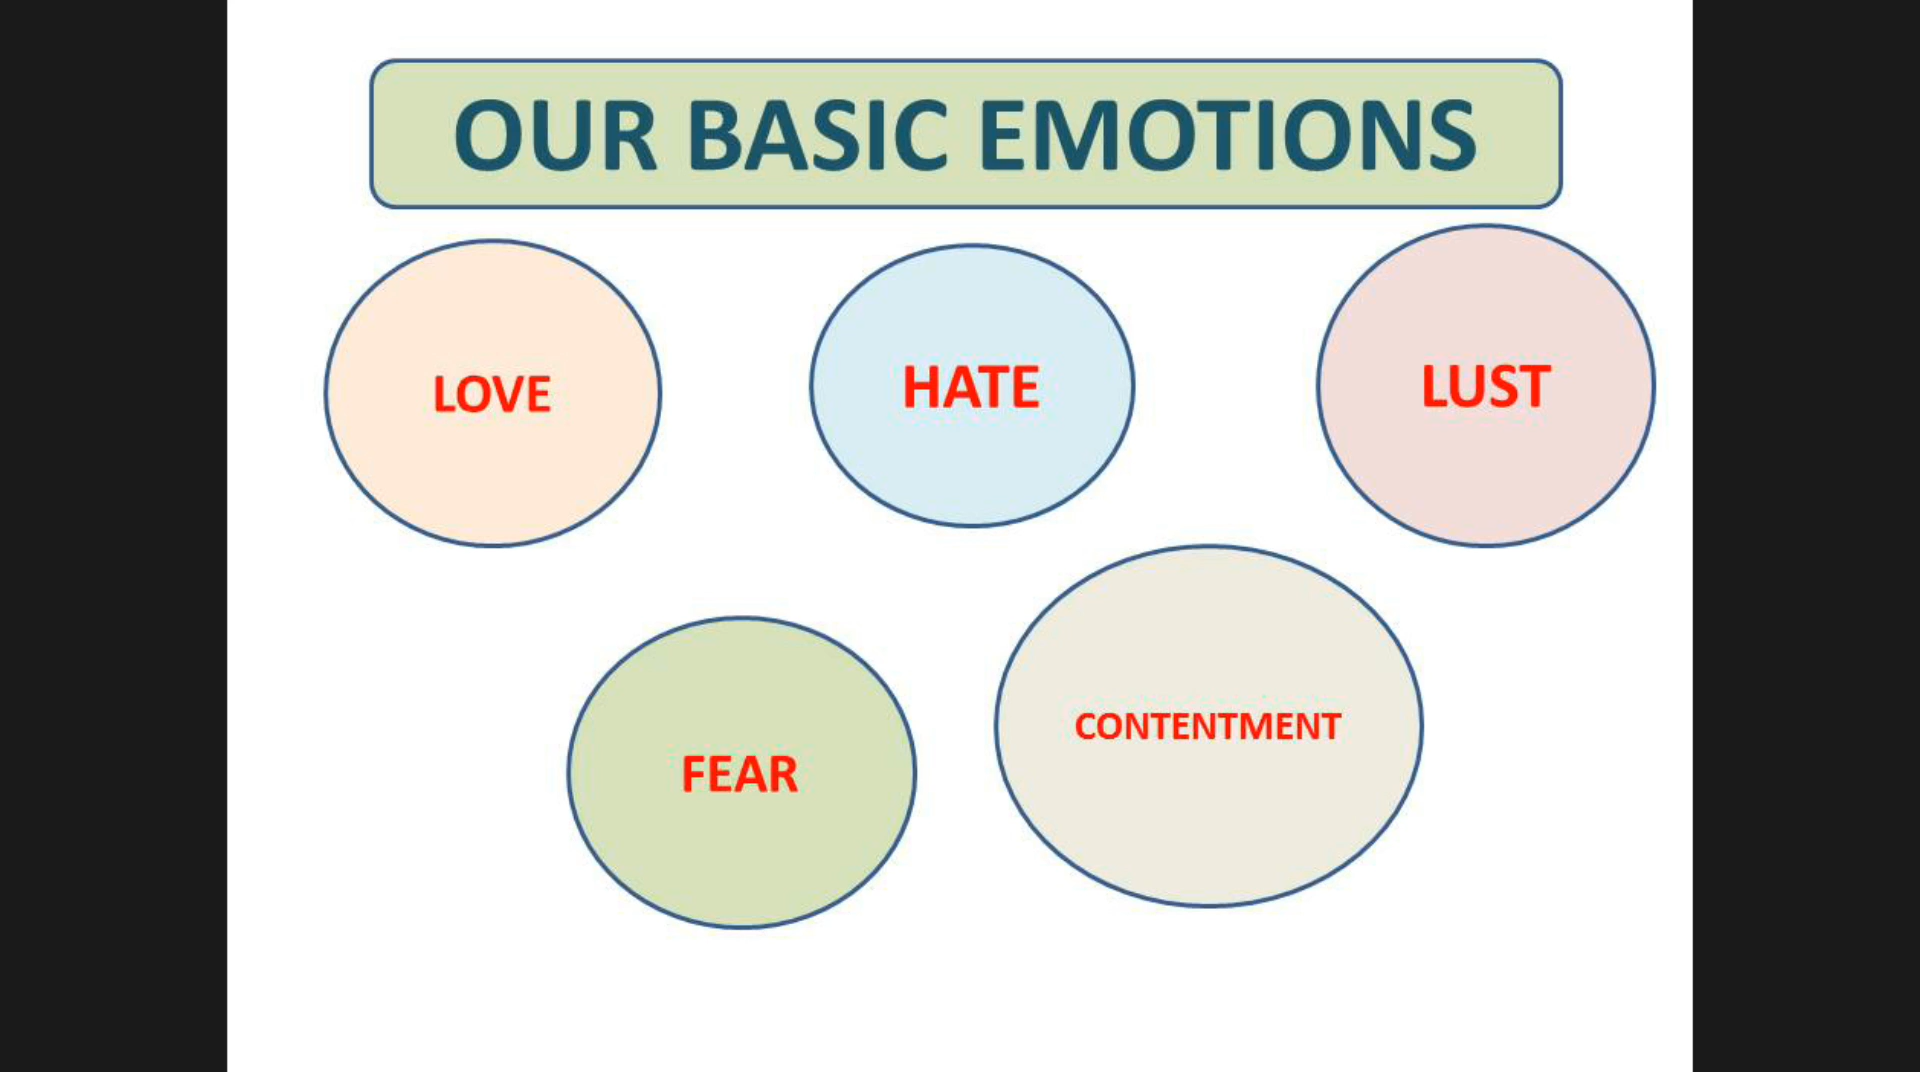 OUR BASIC EMOTIONS
LOVE
HATE
LUST
FEAR
CONTENTMENT